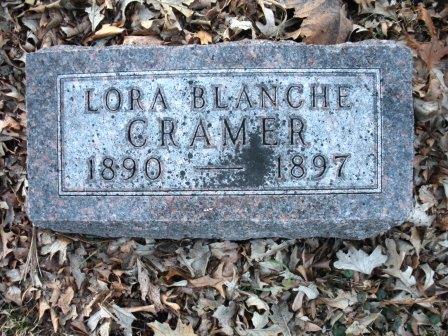 LORA BLANCHE
CRAMER
1890 — 1897